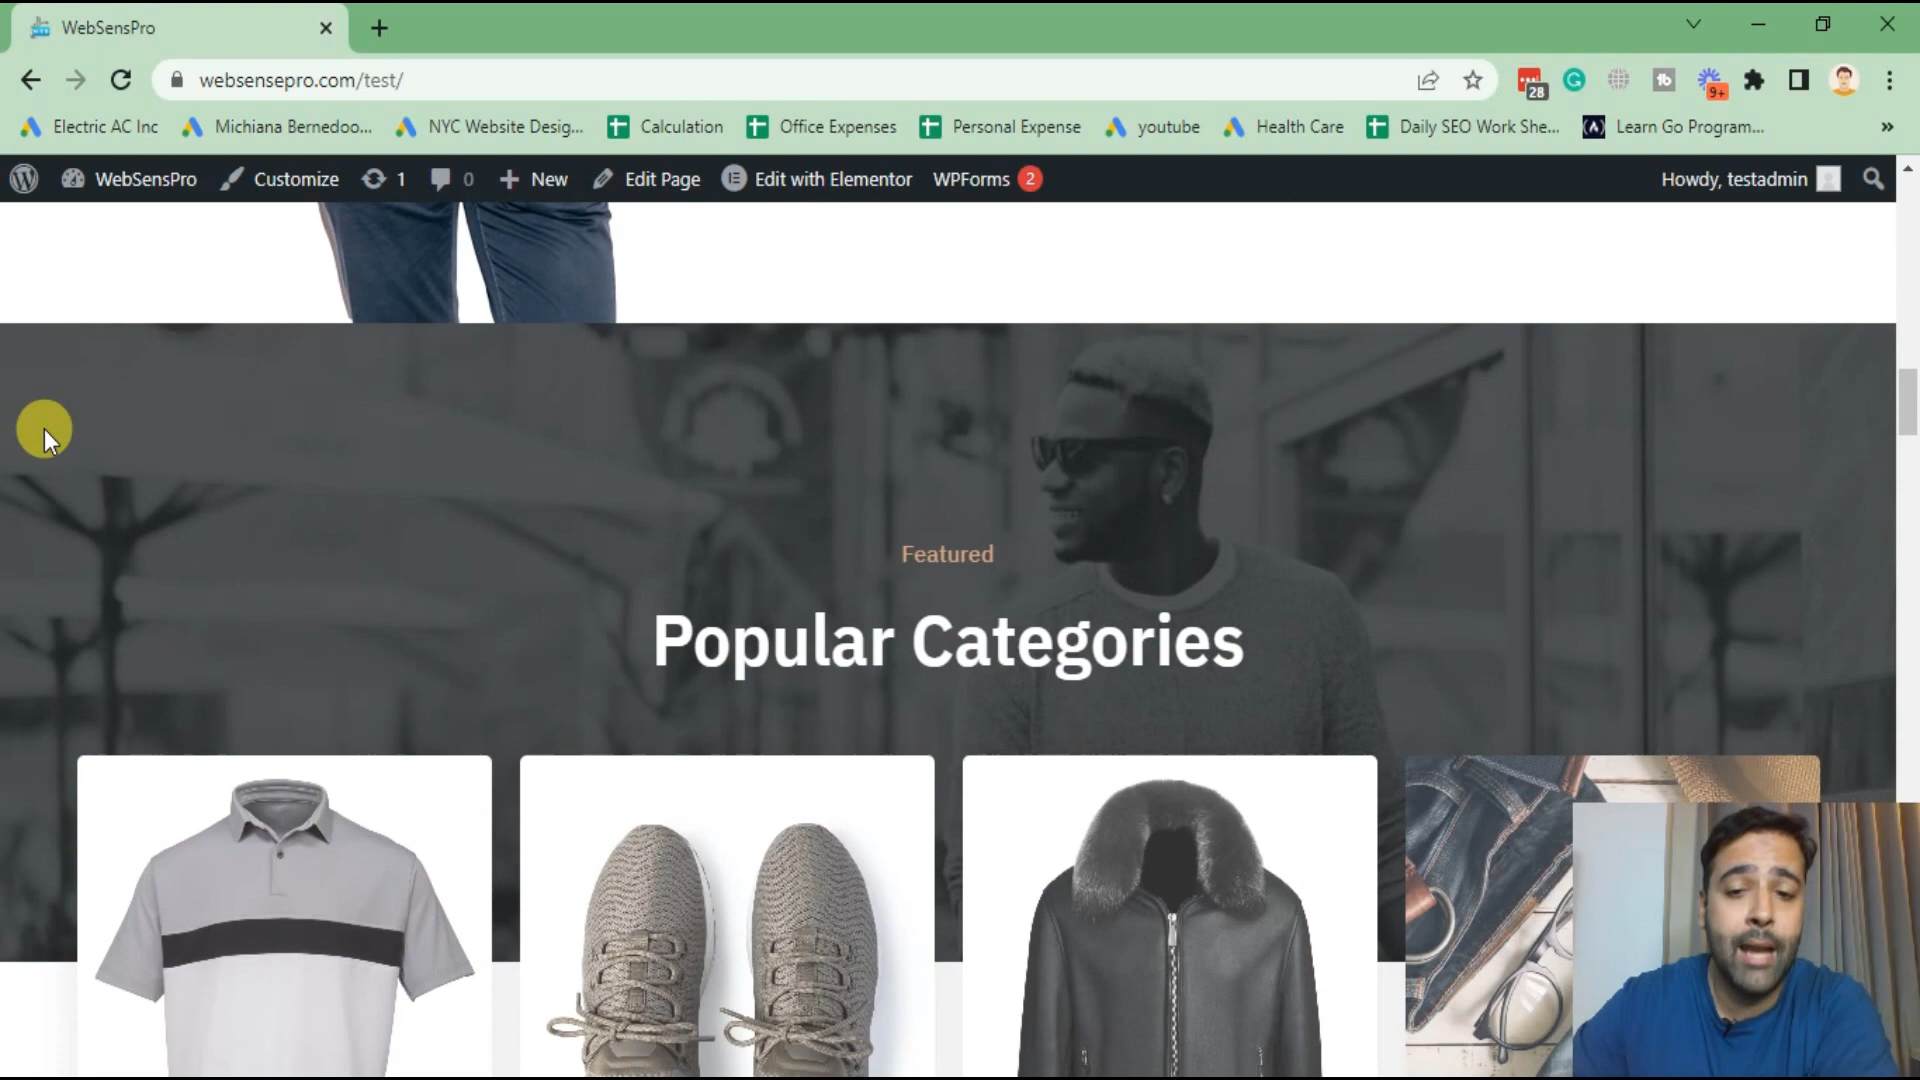 WebSensPro
websensepro.com/test/
28
9+
Electric AC Inc
Michiana Bernedoo...
NYC Website Desig...
Calculation
Office Expenses
Personal Expense
youtube
Health Care
Daily SEO Work She...
Learn Go Program...
»
WebSensPro
Customize
1
0
New
Edit Page
Edit with Elementor
WPForms 2
Howdy, testadmin
Featured
Popular Categories